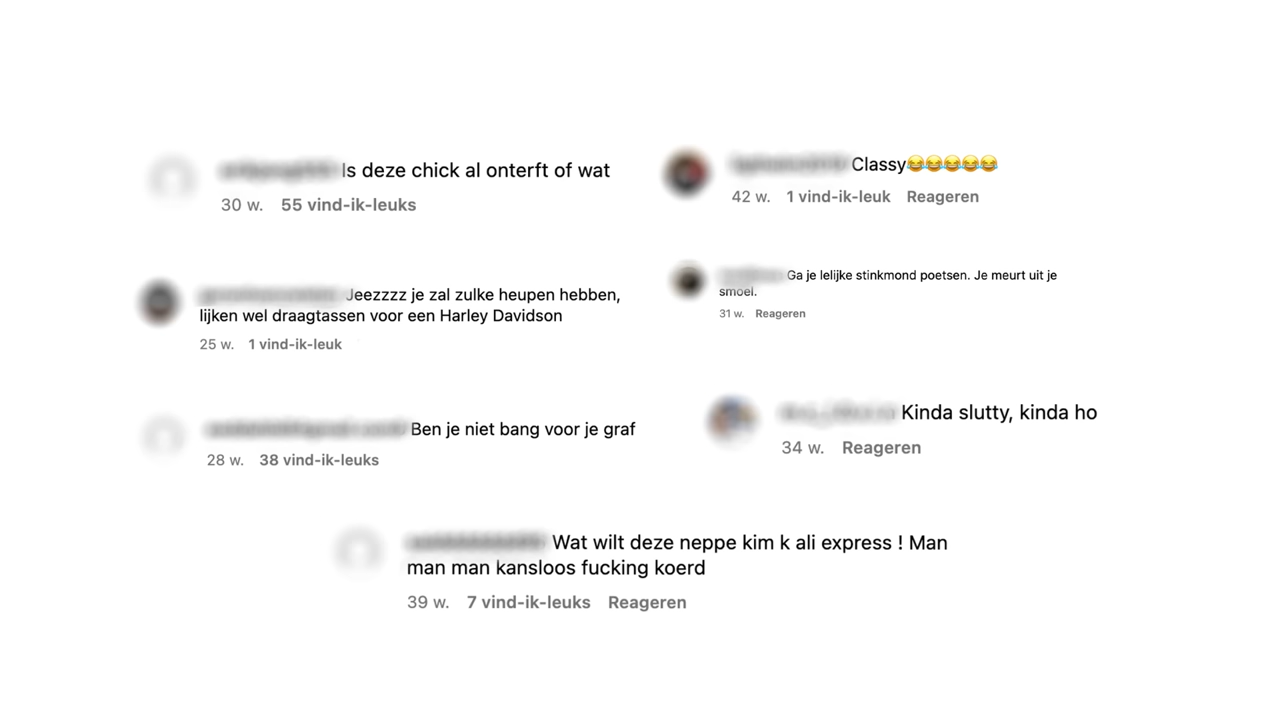 Is deze chick al onterft of wat
30 w. 55 vind-ik-leuks
Classy😂😂😂😂😂
42 w. 1 vind-ik-leuk Reageren
Jeezzzz je zal zulke heupen hebben,
lijken wel draagtassen voor een Harley Davidson
25 w. 1 vind-ik-leuk
Ga je lelijke stinkmond poetsen. Je meurt uit je
smoel.
31 w. Reageren
Ben je niet bang voor je graf
28 w. 38 vind-ik-leuks
Kinda slutty, kinda ho
34 w. Reageren
Wat wilt deze neppe kim k ali express ! Man
man man kansloos fucking koerd
39 w. 7 vind-ik-leuks Reageren